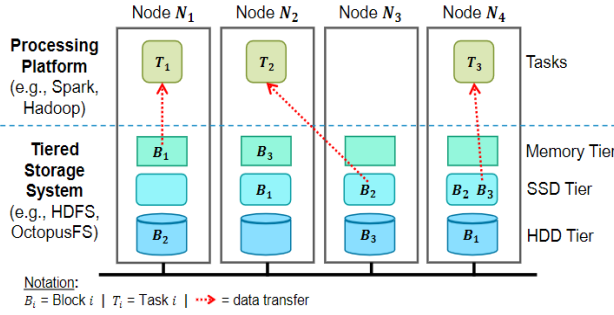 Node N₁ Node N₂ Node N₃ Node N₄
Processing
Platform
(e.g., Spark,
Hadoop)
T₁ T₂ T₃ Tasks
Tiered
Storage
System
(e.g., HDFS,
OctopusFS)
B₁ B₃ Memory Tier
B₁ B₂ B₂ B₃ SSD Tier
B₂ B₃ B₁ HDD Tier
Notation:
Bᵢ = Block i | Tᵢ = Task i | = data transfer